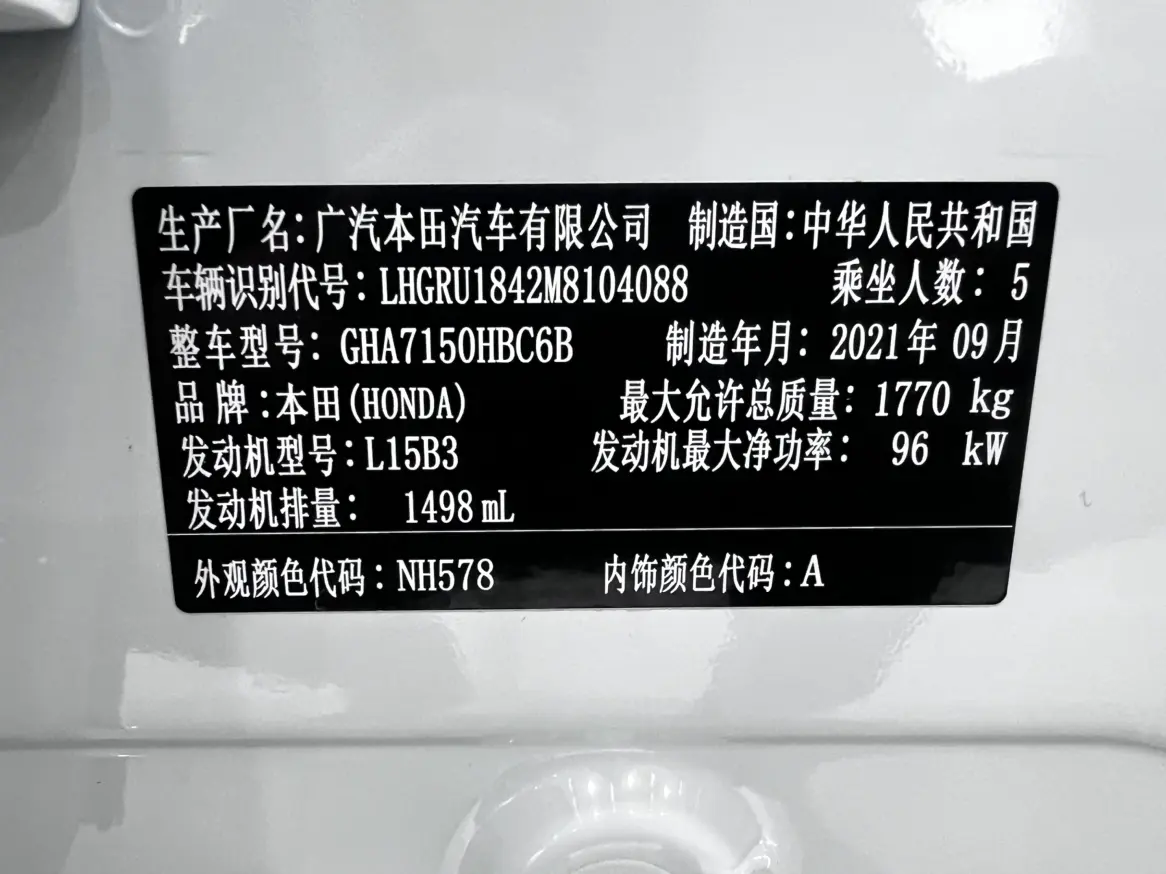 生产厂名：广汽本田汽车有限公司 制造国：中华人民共和国
车辆识别代号：LHGRU1842M8104088 乘坐人数：5
整车型号：GHA7150HBC6B 制造年月：2021年09月
品牌：本田(HONDA) 最大允许总质量：1770 kg
发动机型号：L15B3 发动机最大净功率：96 kW
发动机排量：1498 mL
外观颜色代码：NH578 内饰颜色代码：A